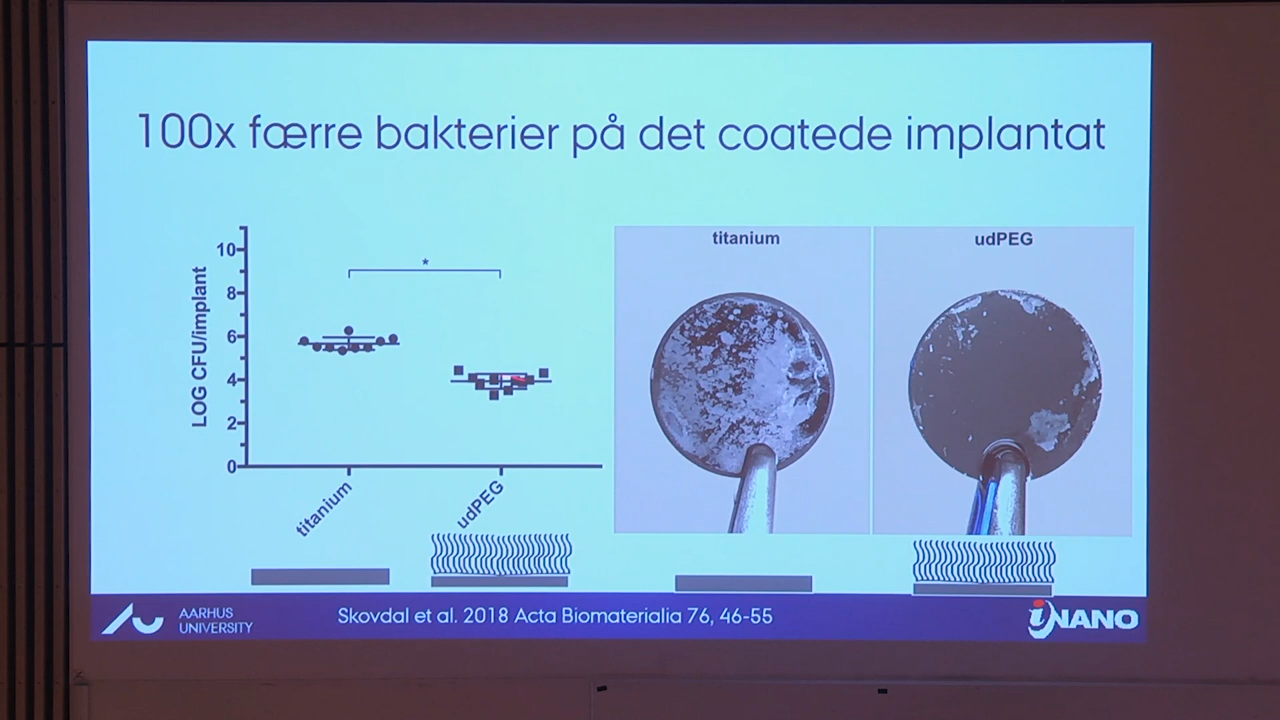 100x færre bakterier på det coatede implantat
LOG CFU/implant
10
8
6
4
2
0
*
titanium
udPEG
titanium
udPEG
AARHUS
UNIVERSITY
Skovdal et al. 2018 Acta Biomaterialia 76, 46-55
iNANO